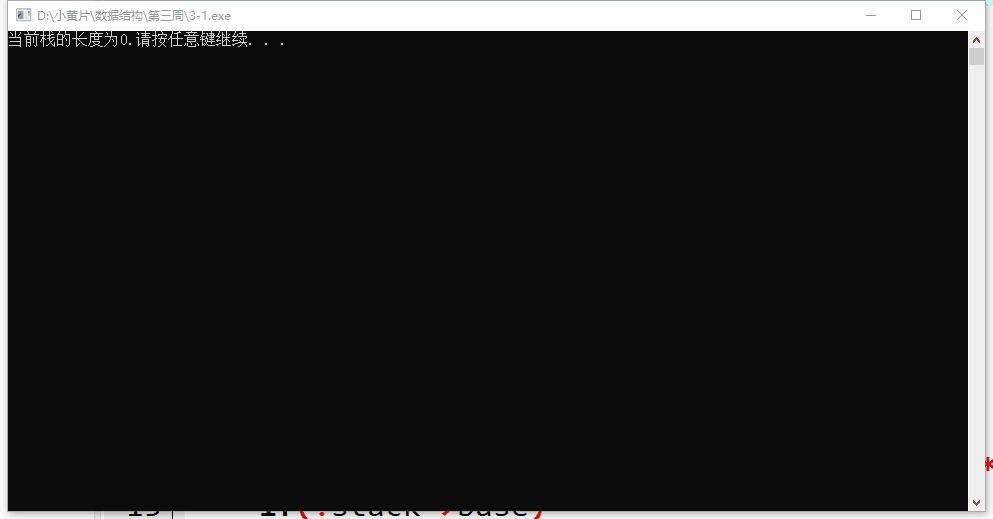 D:\小黄片\数据结构\第三周\3-1.exe
当前栈的长度为0.请按任意键继续. . .
*
19 if(!stack->base)